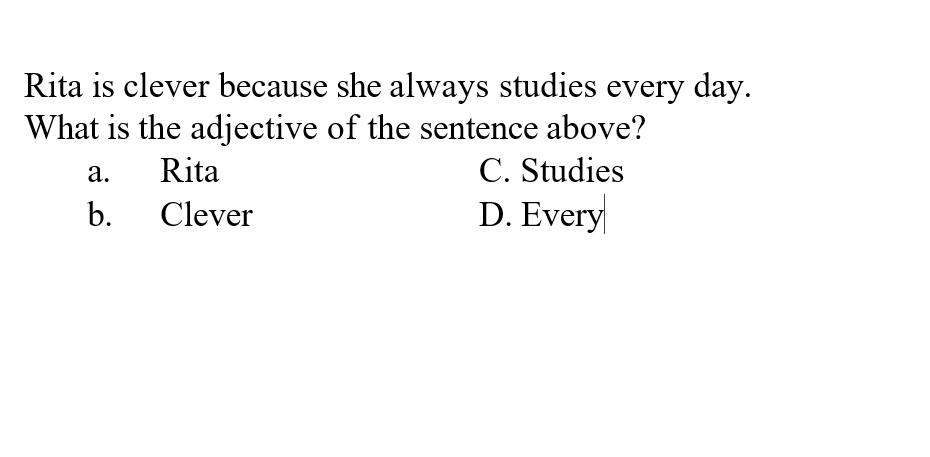 Rita is clever because she always studies every day.
What is the adjective of the sentence above?
a. Rita C. Studies
b. Clever D. Every